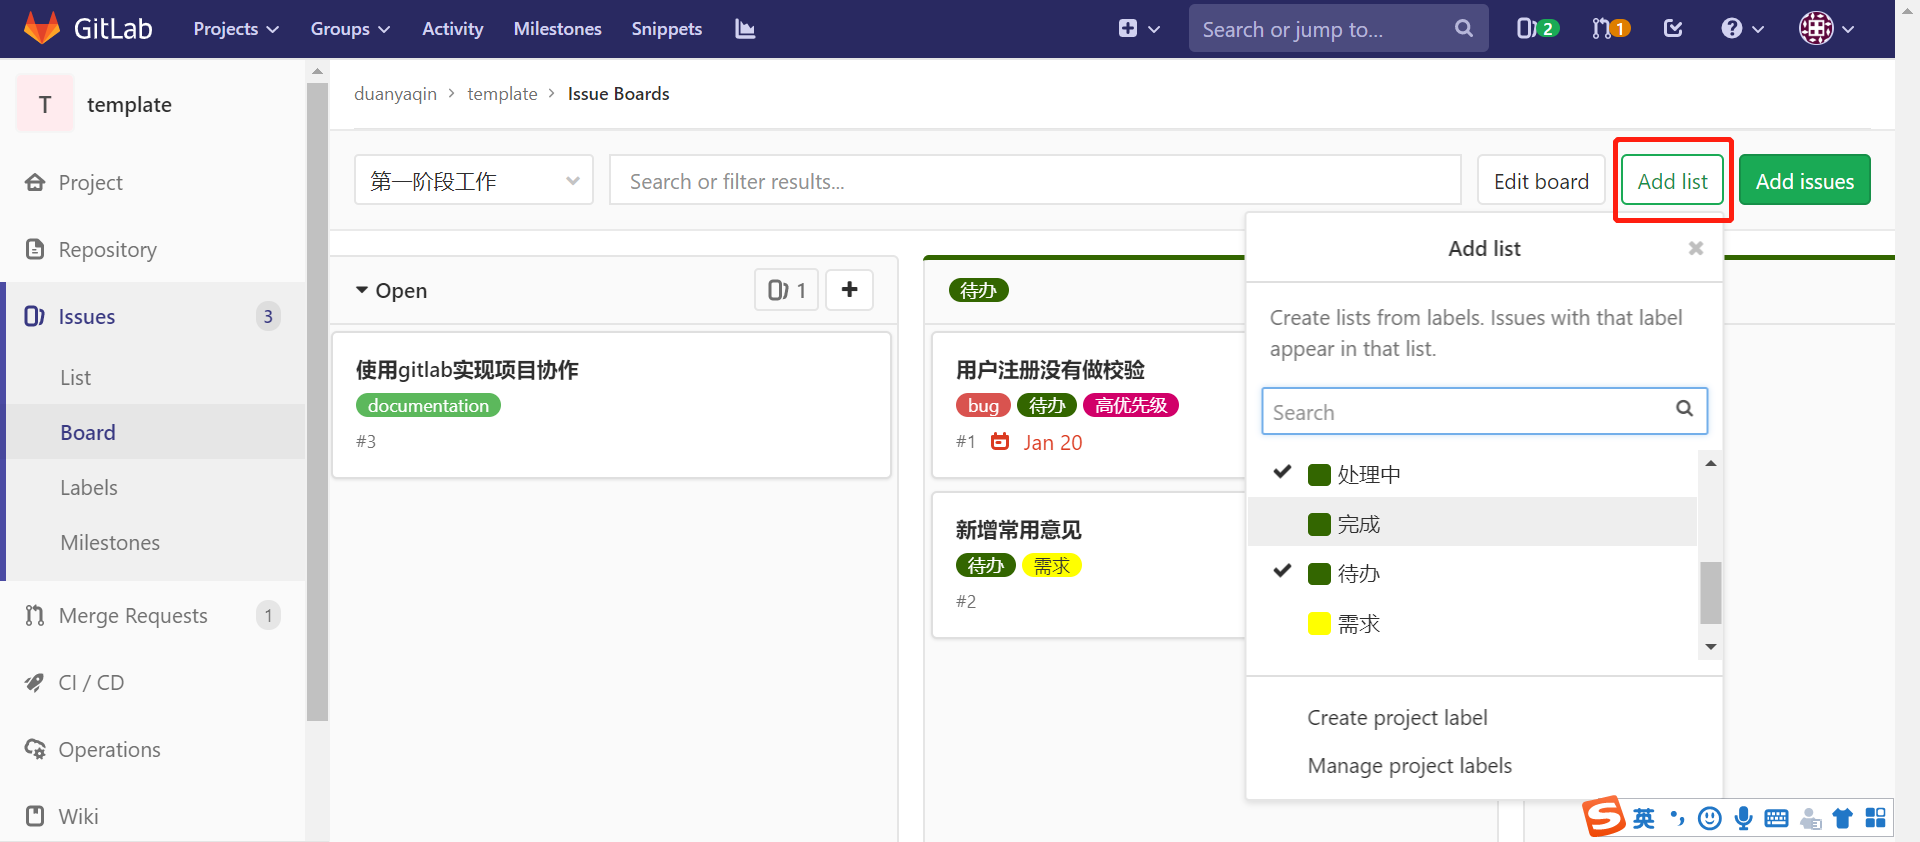 GitLab Projects Groups Activity Milestones Snippets Search or jump to... 2 1
T template
duanyaqin > template > Issue Boards
第一阶段工作 Search or filter results... Edit board Add list Add issues
Project
Repository
Issues 3
List
Board
Labels
Milestones
Merge Requests 1
CI / CD
Operations
Wiki
Open 1
使用gitlab实现项目协作
documentation
#3
待办
用户注册没有做校验
bug 待办 高优先级
#1 Jan 20
新增常用意见
待办 需求
#2
Add list
Create lists from labels. Issues with that label
appear in that list.
Search
处理中
完成
待办
需求
Create project label
Manage project labels
S 英